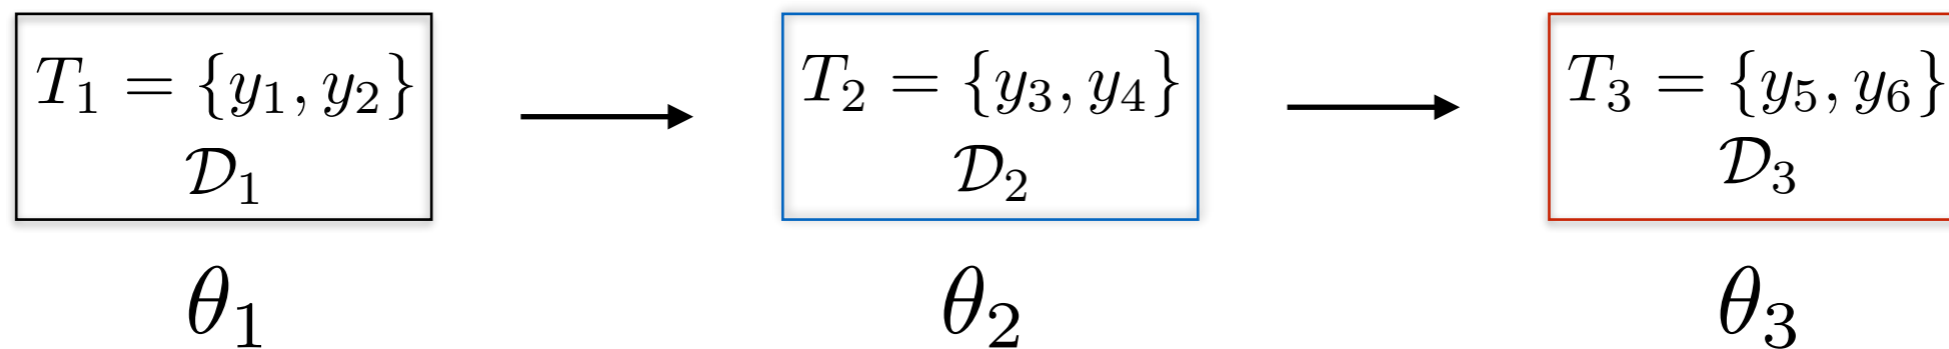 T₁ = {y₁, y₂}
𝒟₁
θ₁
T₂ = {y₃, y₄}
𝒟₂
θ₂
T₃ = {y₅, y₆}
𝒟₃
θ₃